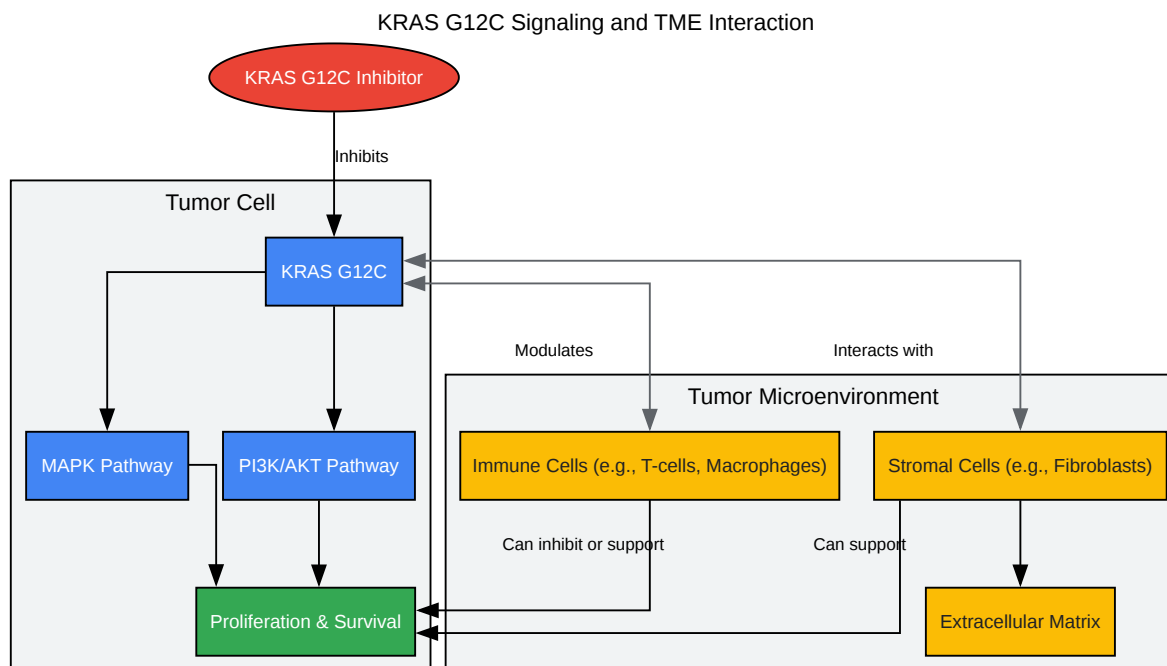 KRAS G12C Signaling and TME Interaction
KRAS G12C Inhibitor
Inhibits
Tumor Cell
KRAS G12C
Modulates
Interacts with
Tumor Microenvironment
MAPK Pathway
PI3K/AKT Pathway
Immune Cells (e.g., T-cells, Macrophages)
Stromal Cells (e.g., Fibroblasts)
Can inhibit or support
Can support
Proliferation & Survival
Extracellular Matrix